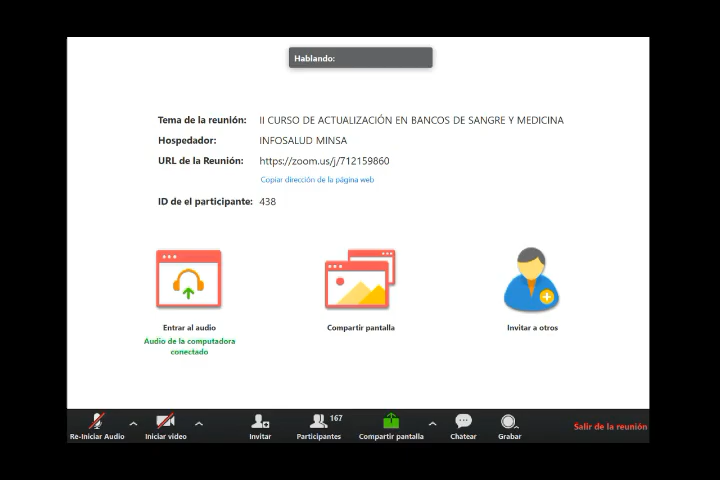 Hablando:
Tema de la reunión: II CURSO DE ACTUALIZACIÓN EN BANCOS DE SANGRE Y MEDICINA
Hospedador: INFOSALUD MINSA
URL de la Reunión: https://zoom.us/j/712159860
Copiar dirección de la página web
ID de el participante: 438
Entrar al audio
Compartir pantalla
Invitar a otros
Audio de la computadora
conectado
167
Re-Iniciar Audio
Iniciar video
Invitar
Participantes
Compartir pantalla
Chatear
Grabar
Salir de la reunión